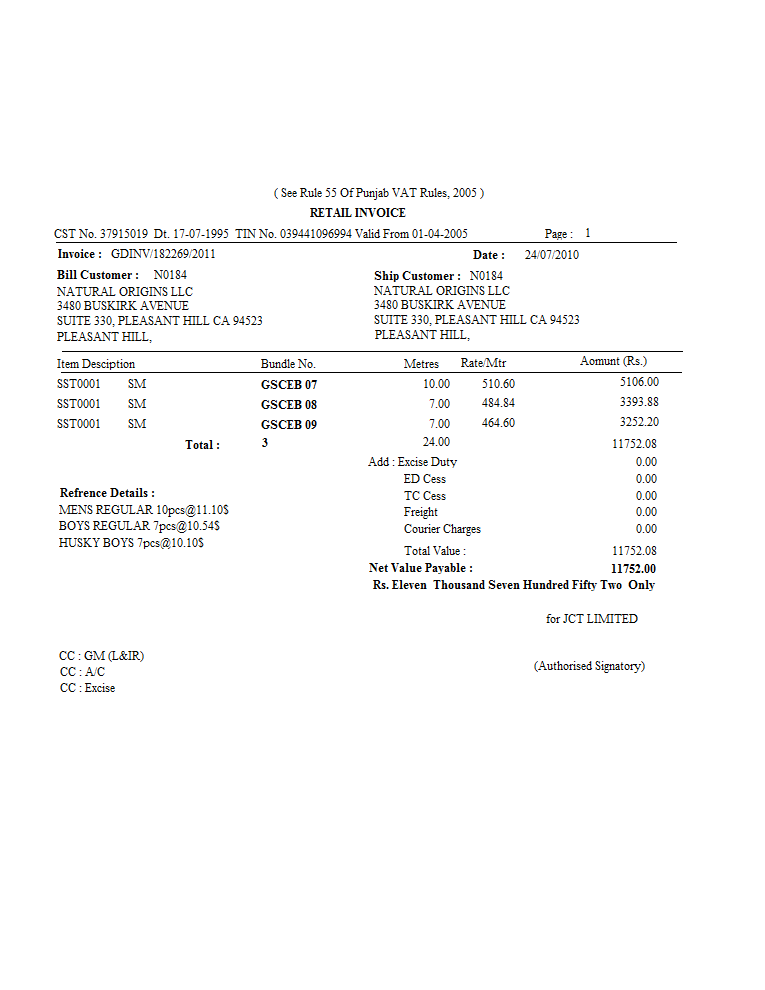 ( See Rule 55 Of Punjab VAT Rules, 2005 )
RETAIL INVOICE
CST No. 37915019 Dt. 17-07-1995 TIN No. 039441096994 Valid From 01-04-2005 Page : 1
Invoice : GDINV/182269/2011 Date : 24/07/2010
Bill Customer : N0184 Ship Customer : N0184
NATURAL ORIGINS LLC NATURAL ORIGINS LLC
3480 BUSKIRK AVENUE 3480 BUSKIRK AVENUE
SUITE 330, PLEASANT HILL CA 94523 SUITE 330, PLEASANT HILL CA 94523
PLEASANT HILL, PLEASANT HILL,
Item Desciption Bundle No. Metres Rate/Mtr Aomunt (Rs.)
SST0001 SM GSCEB 07 10.00 510.60 5106.00
SST0001 SM GSCEB 08 7.00 484.84 3393.88
SST0001 SM GSCEB 09 7.00 464.60 3252.20
Total : 3 24.00 11752.08
Add : Excise Duty 0.00
ED Cess 0.00
Refrence Details : TC Cess 0.00
MENS REGULAR 10pcs@11.10$ Freight 0.00
BOYS REGULAR 7pcs@10.54$ Courier Charges 0.00
HUSKY BOYS 7pcs@10.10$ Total Value : 11752.08
Net Value Payable : 11752.00
Rs. Eleven Thousand Seven Hundred Fifty Two Only
for JCT LIMITED
CC : GM (L&IR)
CC : A/C (Authorised Signatory)
CC : Excise